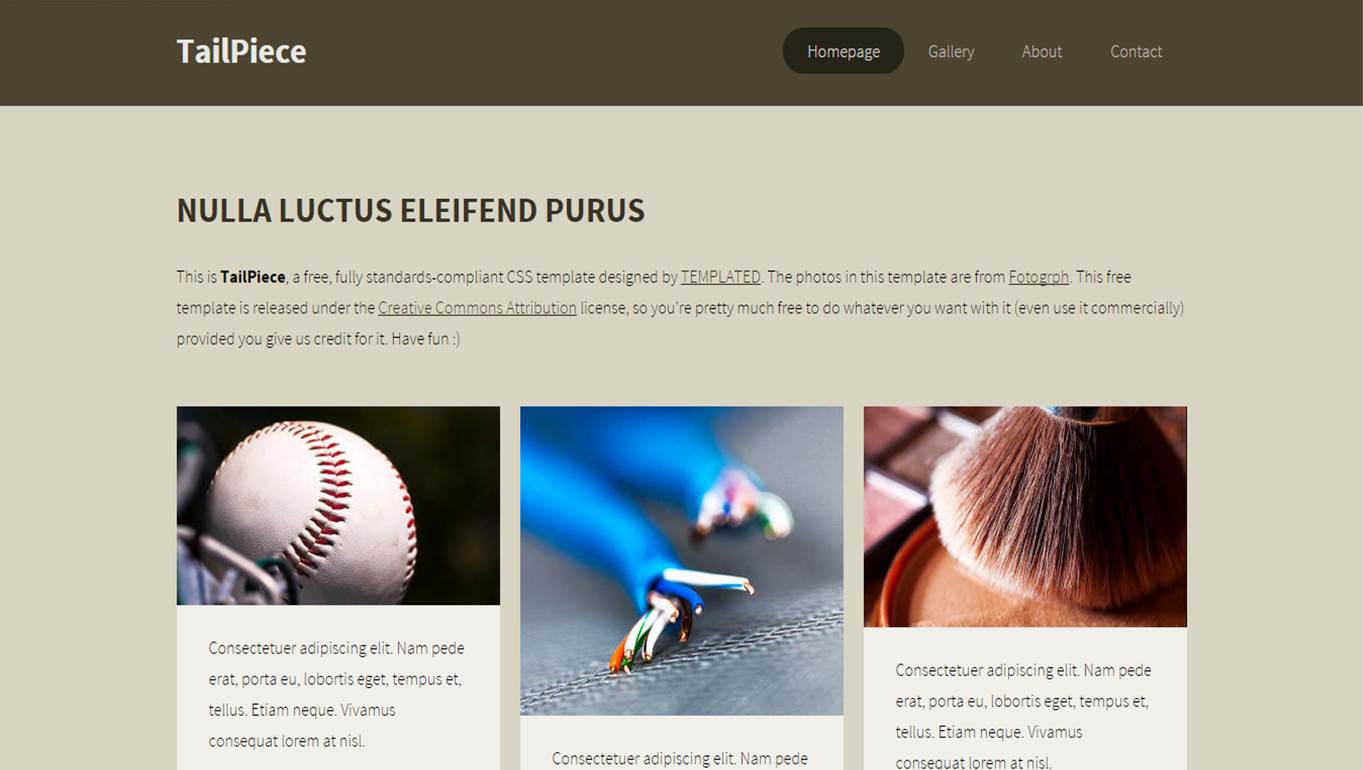 TailPiece
Homepage Gallery About Contact
NULLA LUCTUS ELEIFEND PURUS
This is TailPiece, a free, fully standards-compliant CSS template designed by TEMPLATED. The photos in this template are from Fotogrph. This free
template is released under the Creative Commons Attribution license, so you're pretty much free to do whatever you want with it (even use it commercially)
provided you give us credit for it. Have fun :)
Consectetuer adipiscing elit. Nam pede
erat, porta eu, lobortis eget, tempus et,
tellus. Etiam neque. Vivamus
consequat lorem at nisl.
Consectetuer adipiscing elit. Nam pede
Consectetuer adipiscing elit. Nam pede
erat, porta eu, lobortis eget, tempus et,
tellus. Etiam neque. Vivamus
consequat lorem at nisl.